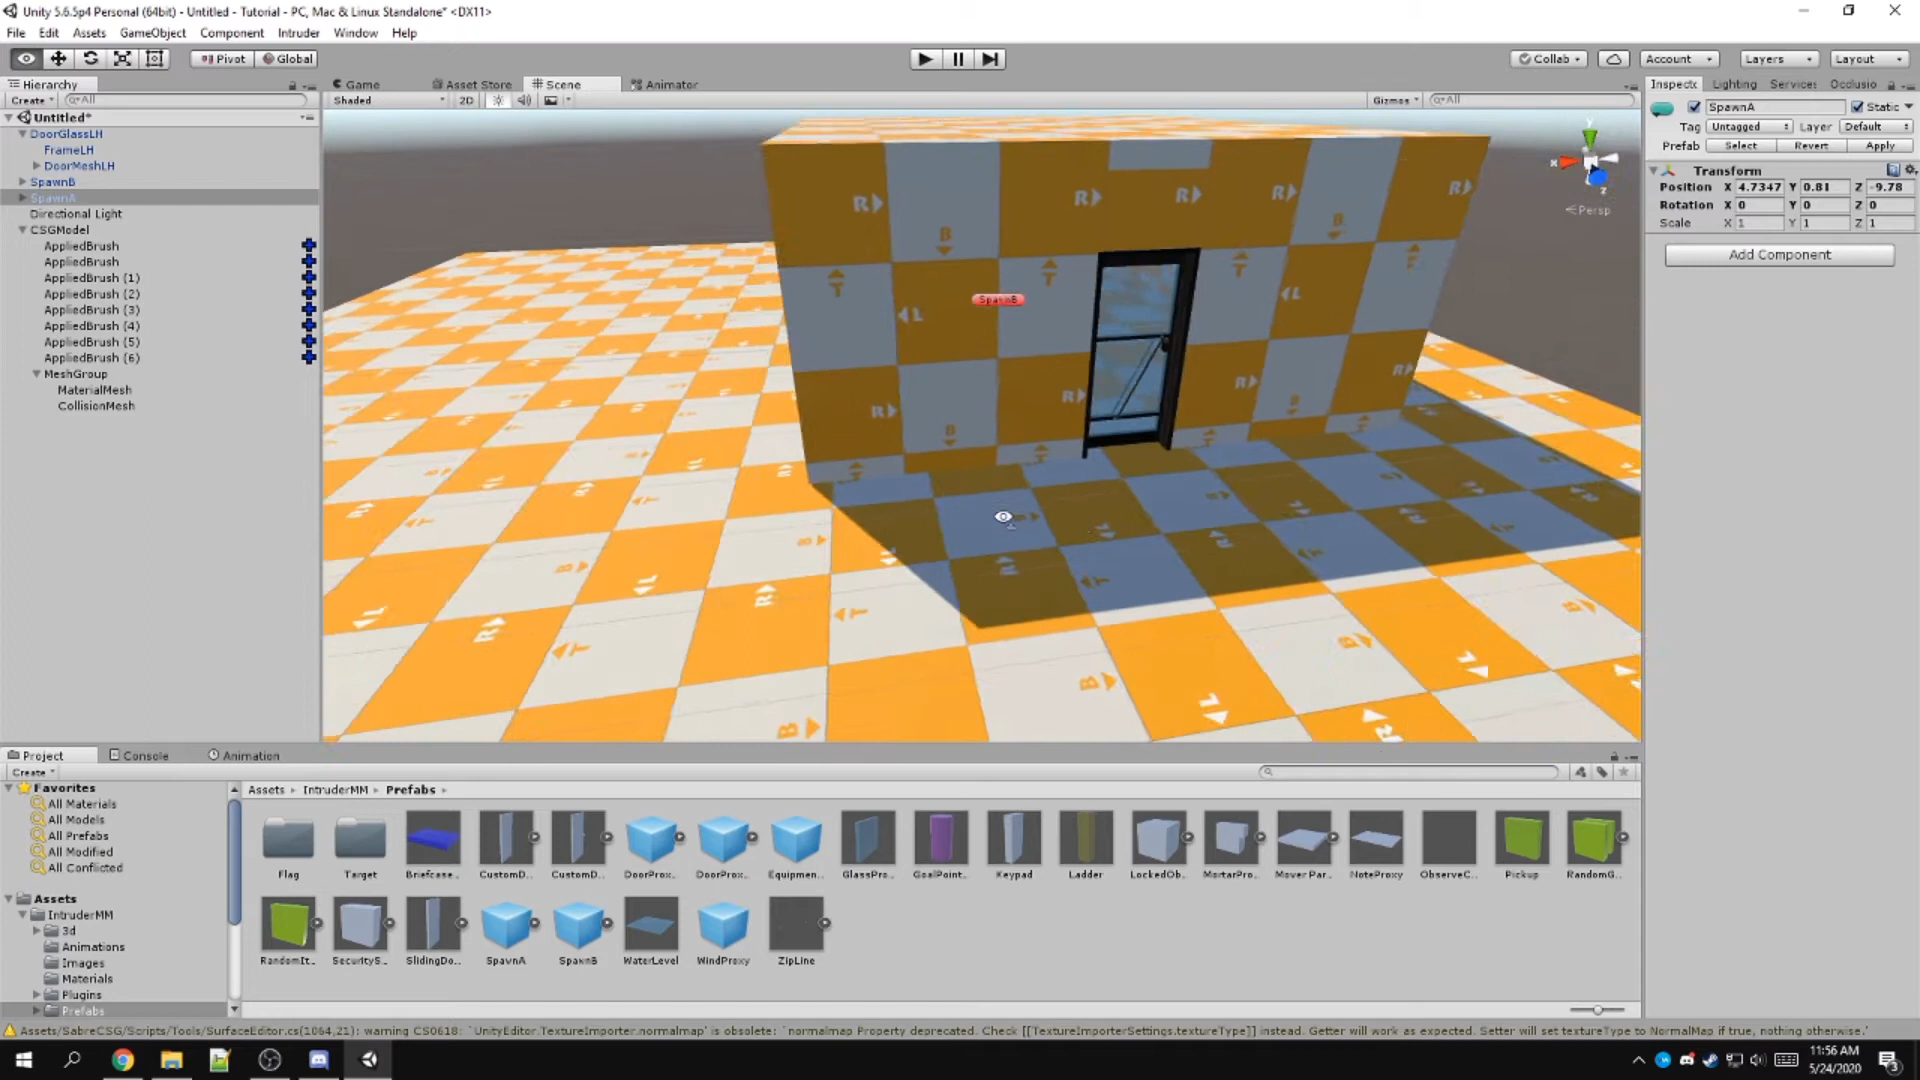 Unity 5.6.5p4 Personal (64bit) - Untitled - Tutorial - PC, Mac & Linux Standalone* <DX11>
File Edit Assets GameObject Component Intruder Window Help
Pivot Global Collab Account Layers Layout
Hierarchy Game Asset Store Scene Animator Inspect Lighting Services Occlusio
Create All Shaded 2D Gizmos All
SpawnA Static
Untitled*
Tag Untagged Layer Default
DoorGlassLH
Prefab Select Revert Apply
FrameLH
DoorMeshLH
Transform
SpawnB
Position X 4.7347 Y 0.81 Z -9.78
SpawnA
Rotation X 0 Y 0 Z 0
Directional Light
Scale X 1 Y 1 Z 1
CSGModel
Add Component
AppliedBrush
AppliedBrush
AppliedBrush (1)
AppliedBrush (2)
AppliedBrush (3)
AppliedBrush (4)
AppliedBrush (5)
AppliedBrush (6)
MeshGroup
MaterialMesh
CollisionMesh
x
z
Persp
SpawnB
Project Console Animation
Create
Favorites
All Materials
All Models
All Prefabs
All Modified
All Conflicted
Assets
IntruderMM
3d
Animations
Images
Materials
Plugins
Prefabs
Assets IntruderMM Prefabs
Flag Target Briefcase.. CustomD.. CustomD.. DoorProx.. DoorProx.. Equipmen.. GlassPro.. GoalPoint.. Keypad Ladder LockedOb.. MortarPro.. Mover Par.. NoteProxy ObserveC.. Pickup RandomG..
RandomIt.. SecurityS.. SlidingDo.. SpawnA SpawnB WaterLevel WindProxy ZipLine
Assets/SabreCSG/Scripts/Tools/SurfaceEditor.cs(1064,21): warning CS0618: `UnityEditor.TextureImporter.normalmap' is obsolete: `normalmap Property deprecated. Check [[TextureImporterSettings.textureType]] instead. Getter will work as expected. Setter will set textureType to NormalMap if true, nothing otherwise.'
11:56 AM
5/24/2020
3